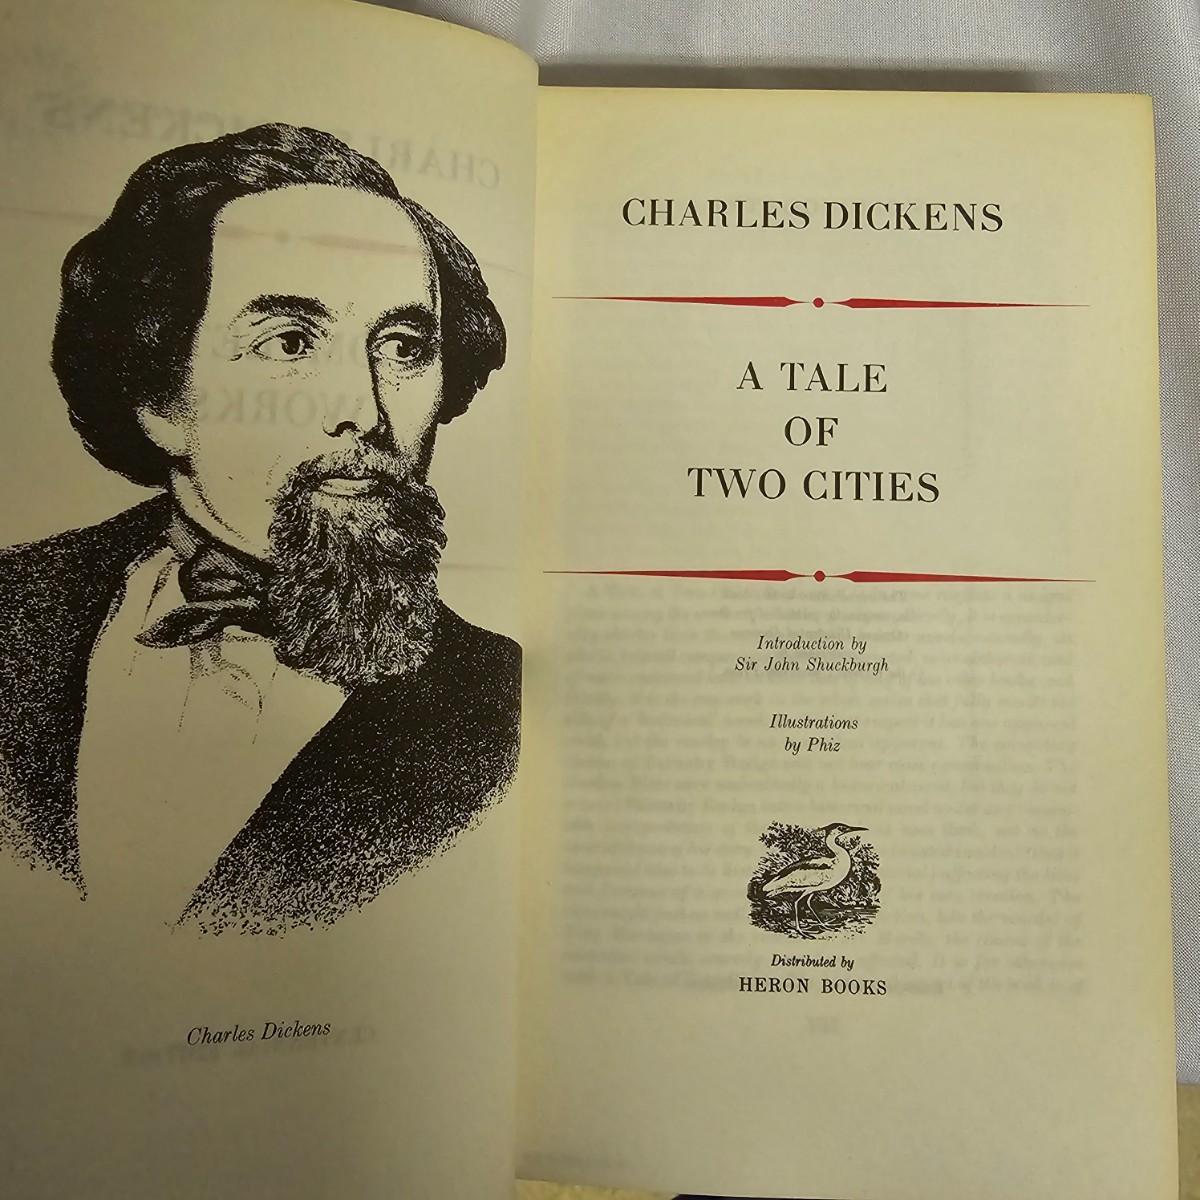 Charles Dickens
CHARLES DICKENS
A TALE
OF
TWO CITIES
Introduction by
Sir John Shuckburgh
Illustrations
by Phiz
Distributed by
HERON BOOKS